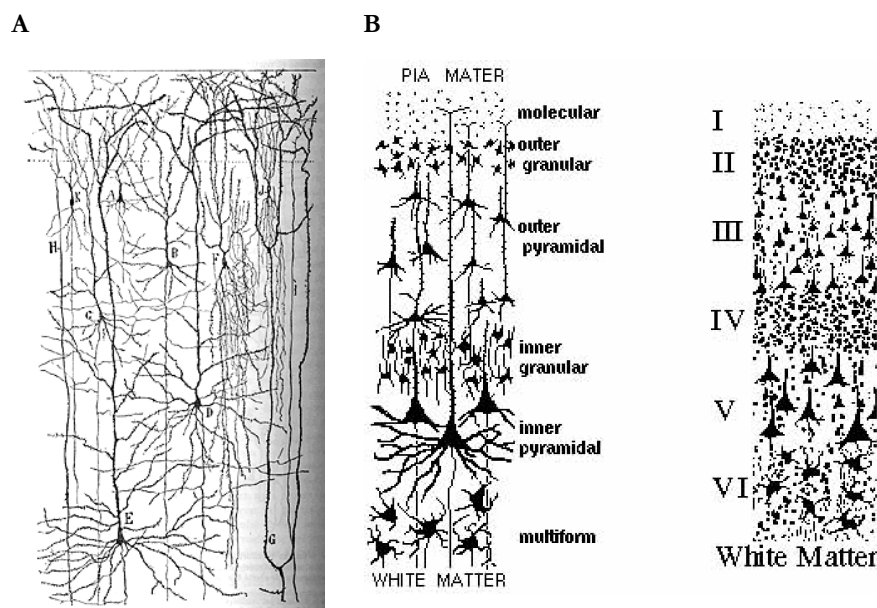 A
B
PIA MATER
molecular
outer
granular
outer
pyramidal
inner
granular
inner
pyramidal
multiform
WHITE MATTER
I
II
III
IV
V
VI
White Matter
A
B
C
D
E
F
G
H
I
J